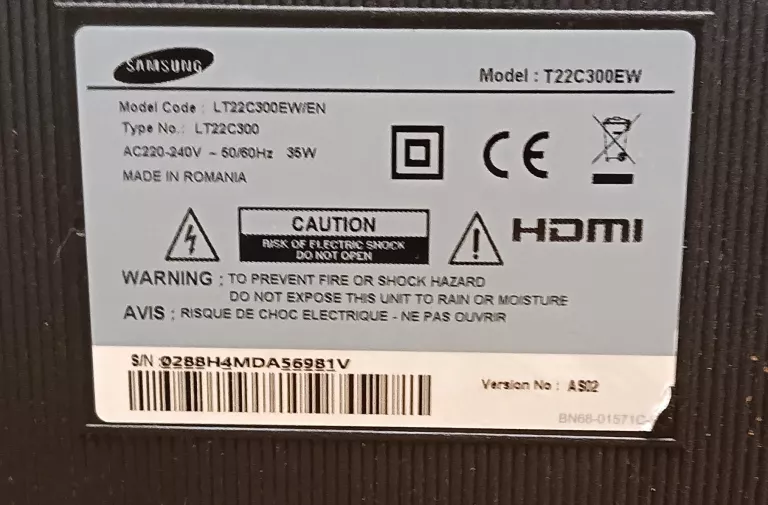 SAMSUNG
Model : T22C300EW
Model Code : LT22C300EW/EN
Type No.: LT22C300
AC220-240V ~ 50/60Hz 35W
MADE IN ROMANIA
CE
CAUTION
RISK OF ELECTRIC SHOCK
DO NOT OPEN
HDMI
WARNING : TO PREVENT FIRE OR SHOCK HAZARD
DO NOT EXPOSE THIS UNIT TO RAIN OR MOISTURE
AVIS : RISQUE DE CHOC ELECTRIQUE - NE PAS OUVRIR
S/N 0288H4MDA56981V
Version No : AS02